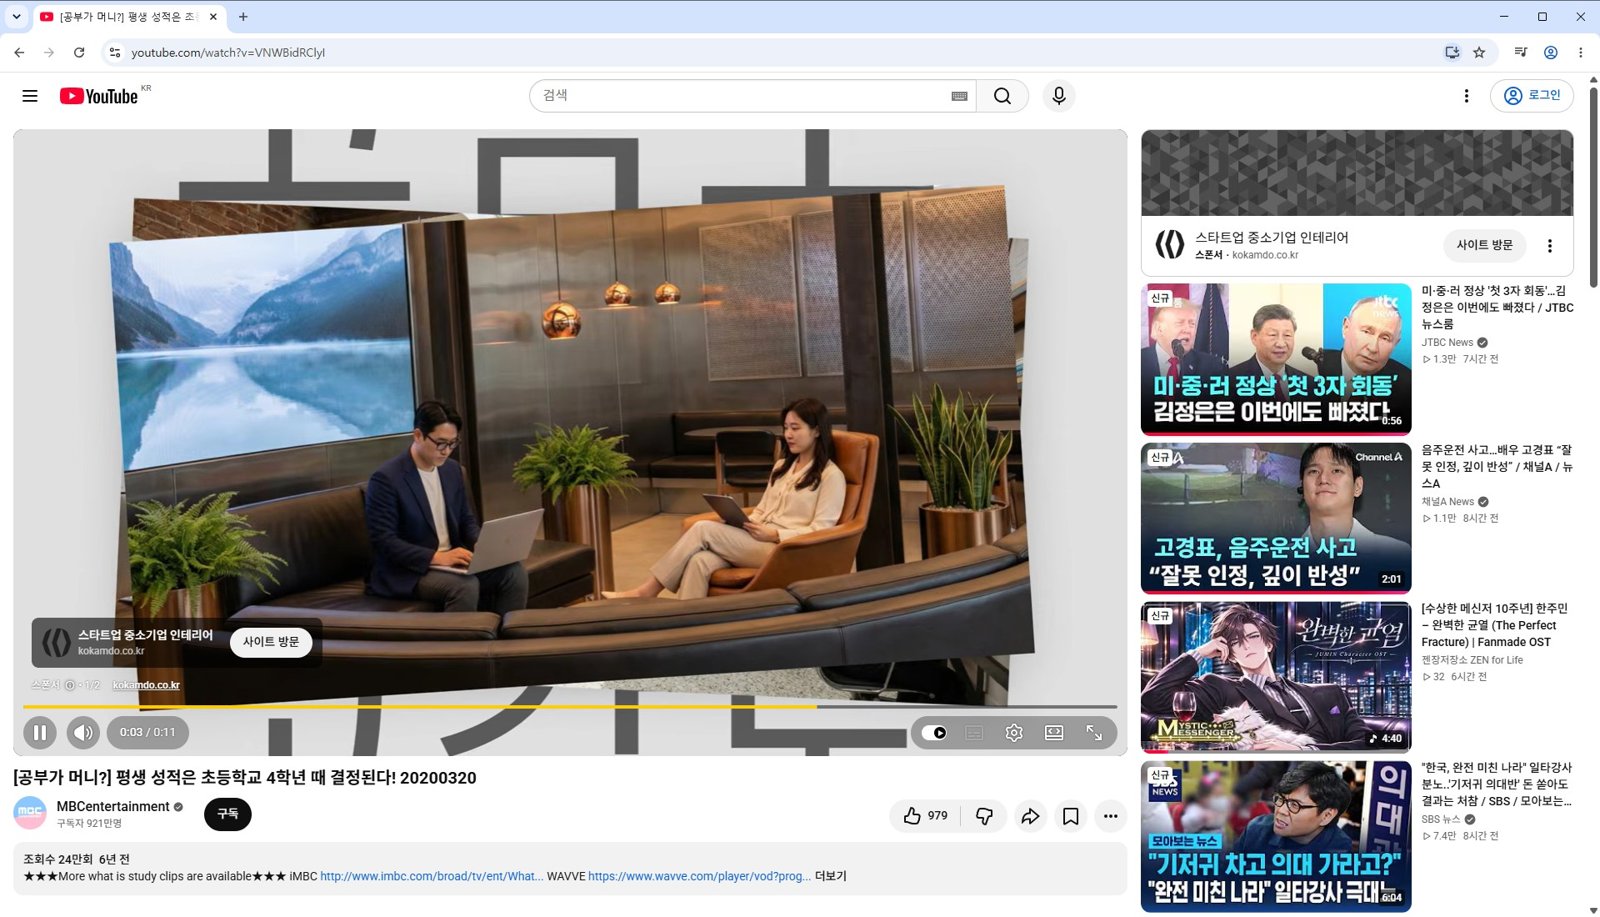 [공부가 머니?] 평생 성적은 초
youtube.com/watch?v=VNWBidRClyI
YouTube KR
검색
로그인
스타트업 중소기업 인테리어
kokamdo.co.kr
사이트 방문
스폰서 · 1/2 kokamdo.co.kr
0:03 / 0:11
[공부가 머니?] 평생 성적은 초등학교 4학년 때 결정된다! 20200320
MBC
MBCentertainment
구독자 921만명
구독
979
조회수 24만회 6년 전
★★★More what is study clips are available★★★ iMBC http://www.imbc.com/broad/tv/ent/What... WAVVE https://www.wavve.com/player/vod?prog... 더보기
스타트업 중소기업 인테리어
스폰서 · kokamdo.co.kr
사이트 방문
신규
jtbc
news
미·중·러 정상 '첫 3자 회동'
김정은은 이번에도 빠졌다
0:56
미·중·러 정상 '첫 3자 회동'...김
정은은 이번에도 빠졌다 / JTBC
뉴스룸
JTBC News
1.3만 7시간 전
신규
Channel A
고경표, 음주운전 사고
“잘못 인정, 깊이 반성”
2:01
음주운전 사고...배우 고경표 “잘
못 인정, 깊이 반성” / 채널A / 뉴
스A
채널A News
1.1만 8시간 전
신규
완벽한 균열
JUMIN Character OST
MYSTIC
MESSENGER
4:40
[수상한 메신저 10주년] 한주민
– 완벽한 균열 (The Perfect
Fracture) | Fanmade OST
젠장저장소 ZEN for Life
32 6시간 전
신규
SBS
NEWS
의대
모아보는 뉴스
"기저귀 차고 의대 가라고?"
"완전 미친 나라" 일타강사 극대노
6:04
"한국, 완전 미친 나라" 일타강사
분노..'기저귀 의대반' 돈 쏟아도
결과는 처참 / SBS / 모아보는...
SBS 뉴스
7.4만 8시간 전